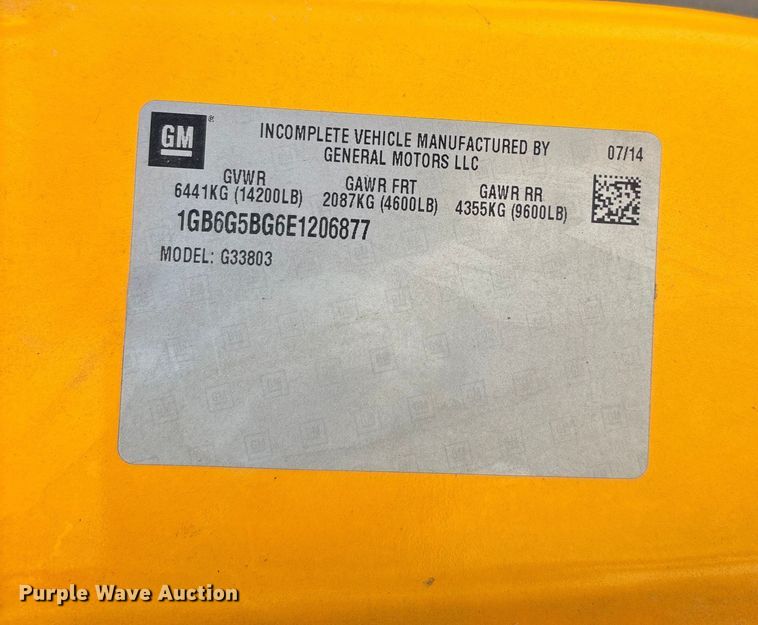 GM®
INCOMPLETE VEHICLE MANUFACTURED BY
GENERAL MOTORS LLC
07/14
GVWR
6441KG (14200LB)
GAWR FRT
2087KG (4600LB)
GAWR RR
4355KG (9600LB)
1GB6G5BG6E1206877
MODEL: G33803
Purple Wave Auction